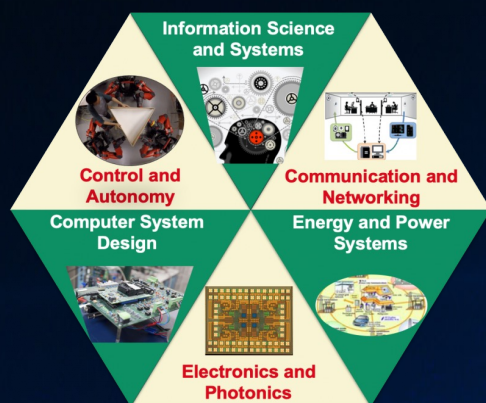 Information Science
and Systems
Control and
Autonomy
Communication and
Networking
Computer System
Design
Energy and Power
Systems
Electronics and
Photonics